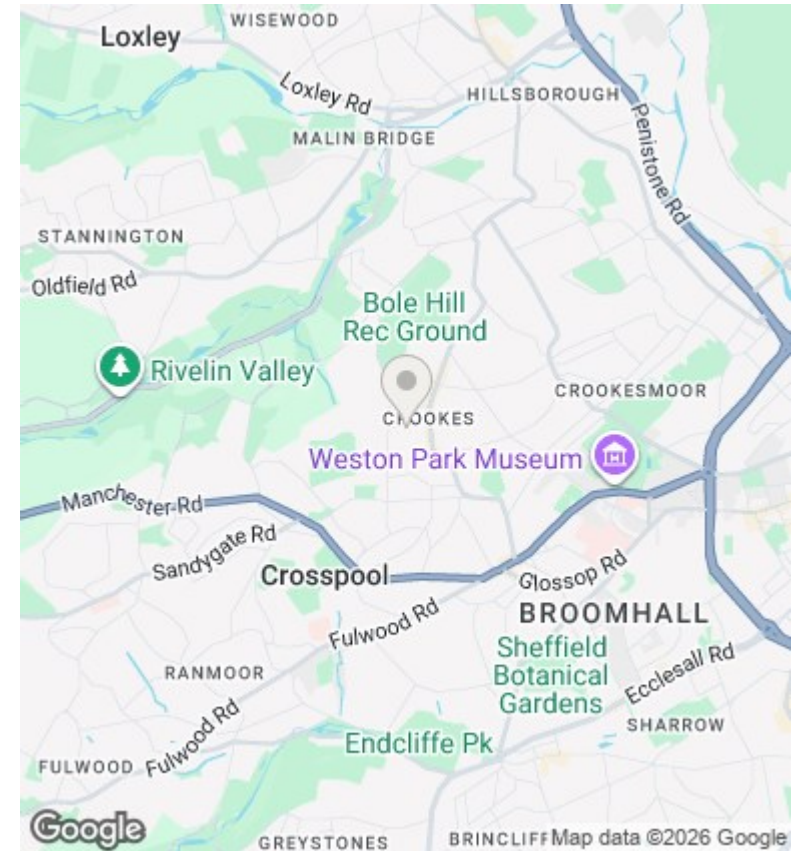 WISEWOOD
Loxley
Loxley Rd
HILLSBOROUGH
Penistone Rd
MALIN BRIDGE
STANNINGTON
Oldfield Rd
Bole Hill
Rec Ground
Rivelin Valley
CROOKESMOOR
CROOKES
Weston Park Museum
Manchester Rd
Sandygate Rd
Crosspool
Glossop Rd
Fulwood Rd
BROOMHALL
Sheffield
Botanical
Gardens
Ecclesall Rd
RANMOOR
SHARROW
Fulwood Rd
Endcliffe Pk
FULWOOD
Google
GREYSTONES
BRINCLIFF
Map data ©2026 Google